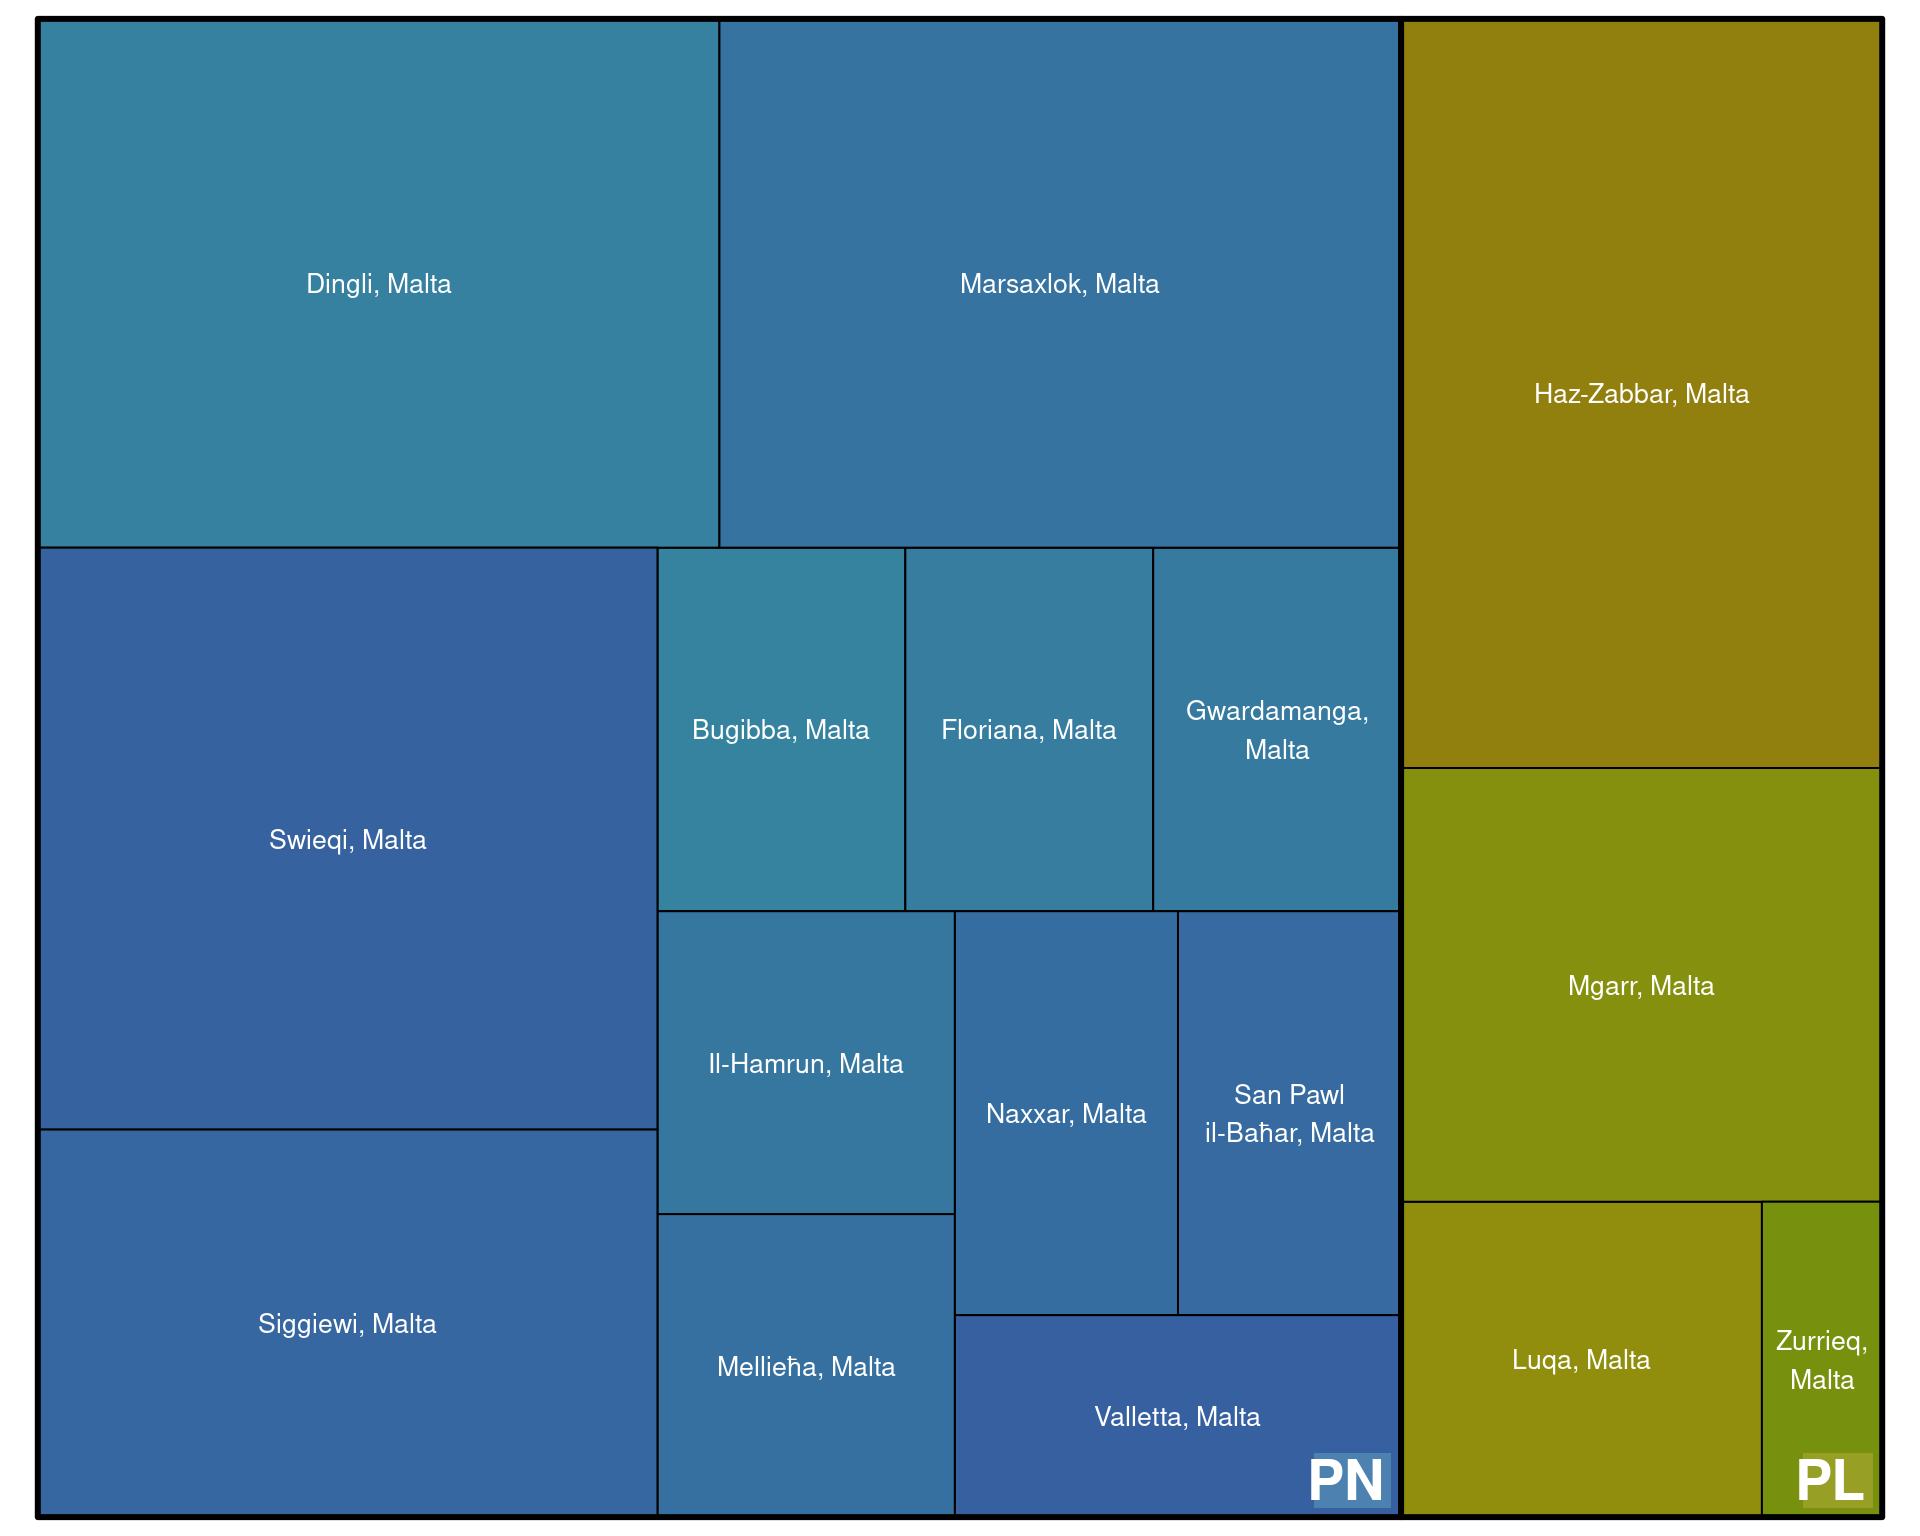 Dingli, Malta
Marsaxlok, Malta
Haz-Zabbar, Malta
Swieqi, Malta
Bugibba, Malta
Floriana, Malta
Gwardamanga,
Malta
Mgarr, Malta
Il-Hamrun, Malta
Naxxar, Malta
San Pawl
il-Baħar, Malta
Siggiewi, Malta
Mellieħa, Malta
Valletta, Malta
Luqa, Malta
Zurrieq,
Malta
PN
PL